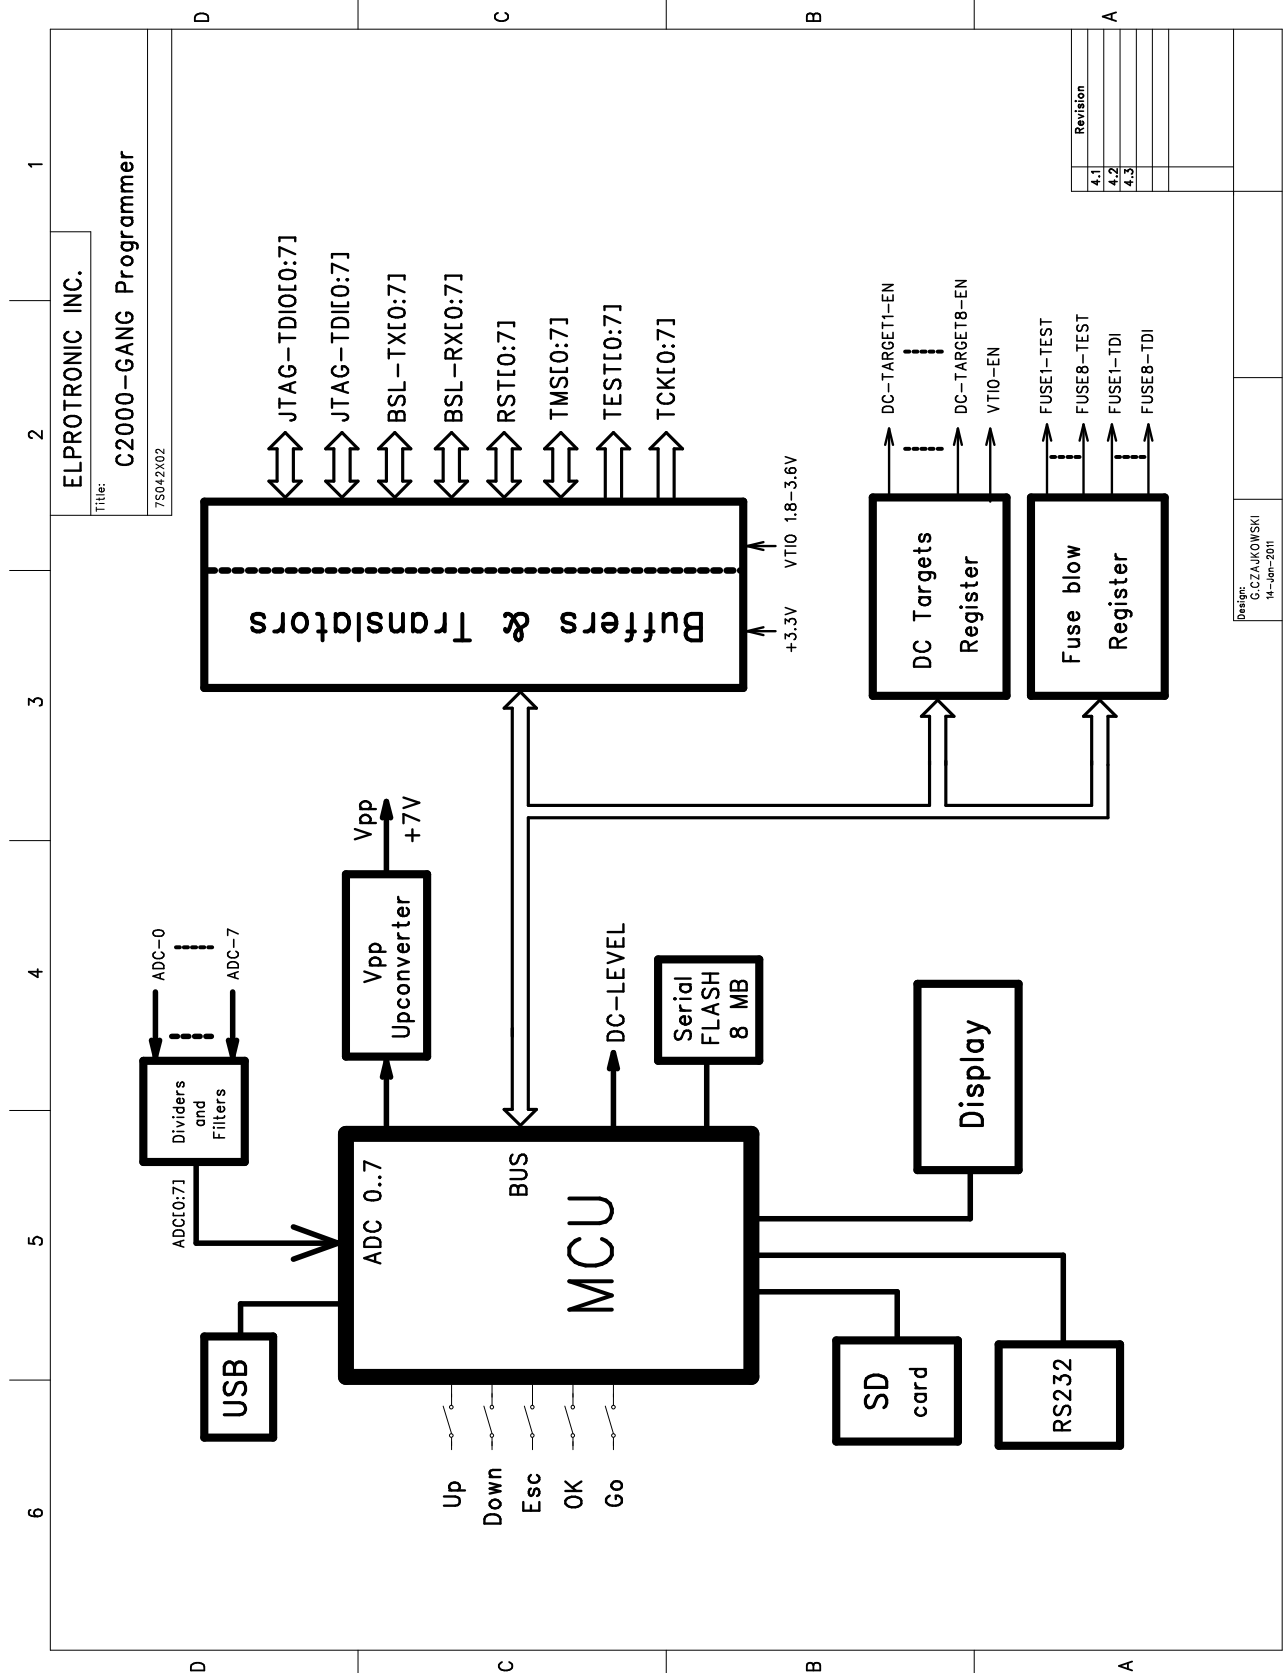 ELPROTRONIC INC.
Title:
C2000-GANG Programmer
7S042X02
6
5
4
3
2
1
D
C
B
A
D
C
B
A
USB
ADC[0:7]
Dividers
and
Filters
ADC-0
ADC-7
ADC 0..7
BUS
MCU
Vpp
Upconverter
Vpp
+7V
Up
Down
Esc
OK
Go
DC-LEVEL
Serial
FLASH
8 MB
Buffers & Translators
JTAG-TDIO[0:7]
JTAG-TDI[0:7]
BSL-TX[0:7]
BSL-RX[0:7]
RST[0:7]
TMS[0:7]
TEST[0:7]
TCK[0:7]
+3.3V
VTIO 1.8-3.6V
SD
card
RS232
Display
DC Targets
Register
DC-TARGET1-EN
DC-TARGET8-EN
VTIO-EN
Fuse blow
Register
FUSE1-TEST
FUSE8-TEST
FUSE1-TDI
FUSE8-TDI
Revision
4.1
4.2
4.3
Design:
G.CZAJKOWSKI
14-Jan-2011